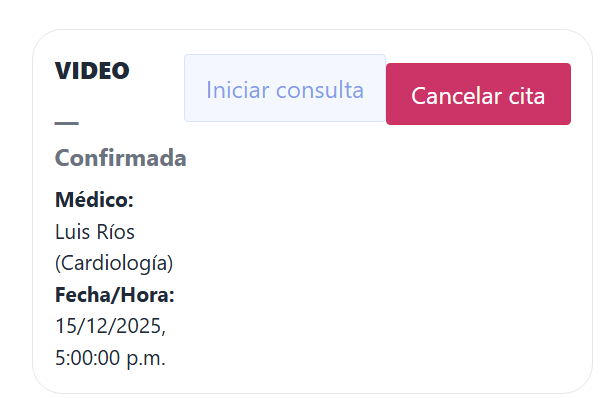 VIDEO
Iniciar consulta
Cancelar cita
—
Confirmada
Médico:
Luis Ríos
(Cardiología)
Fecha/Hora:
15/12/2025,
5:00:00 p.m.